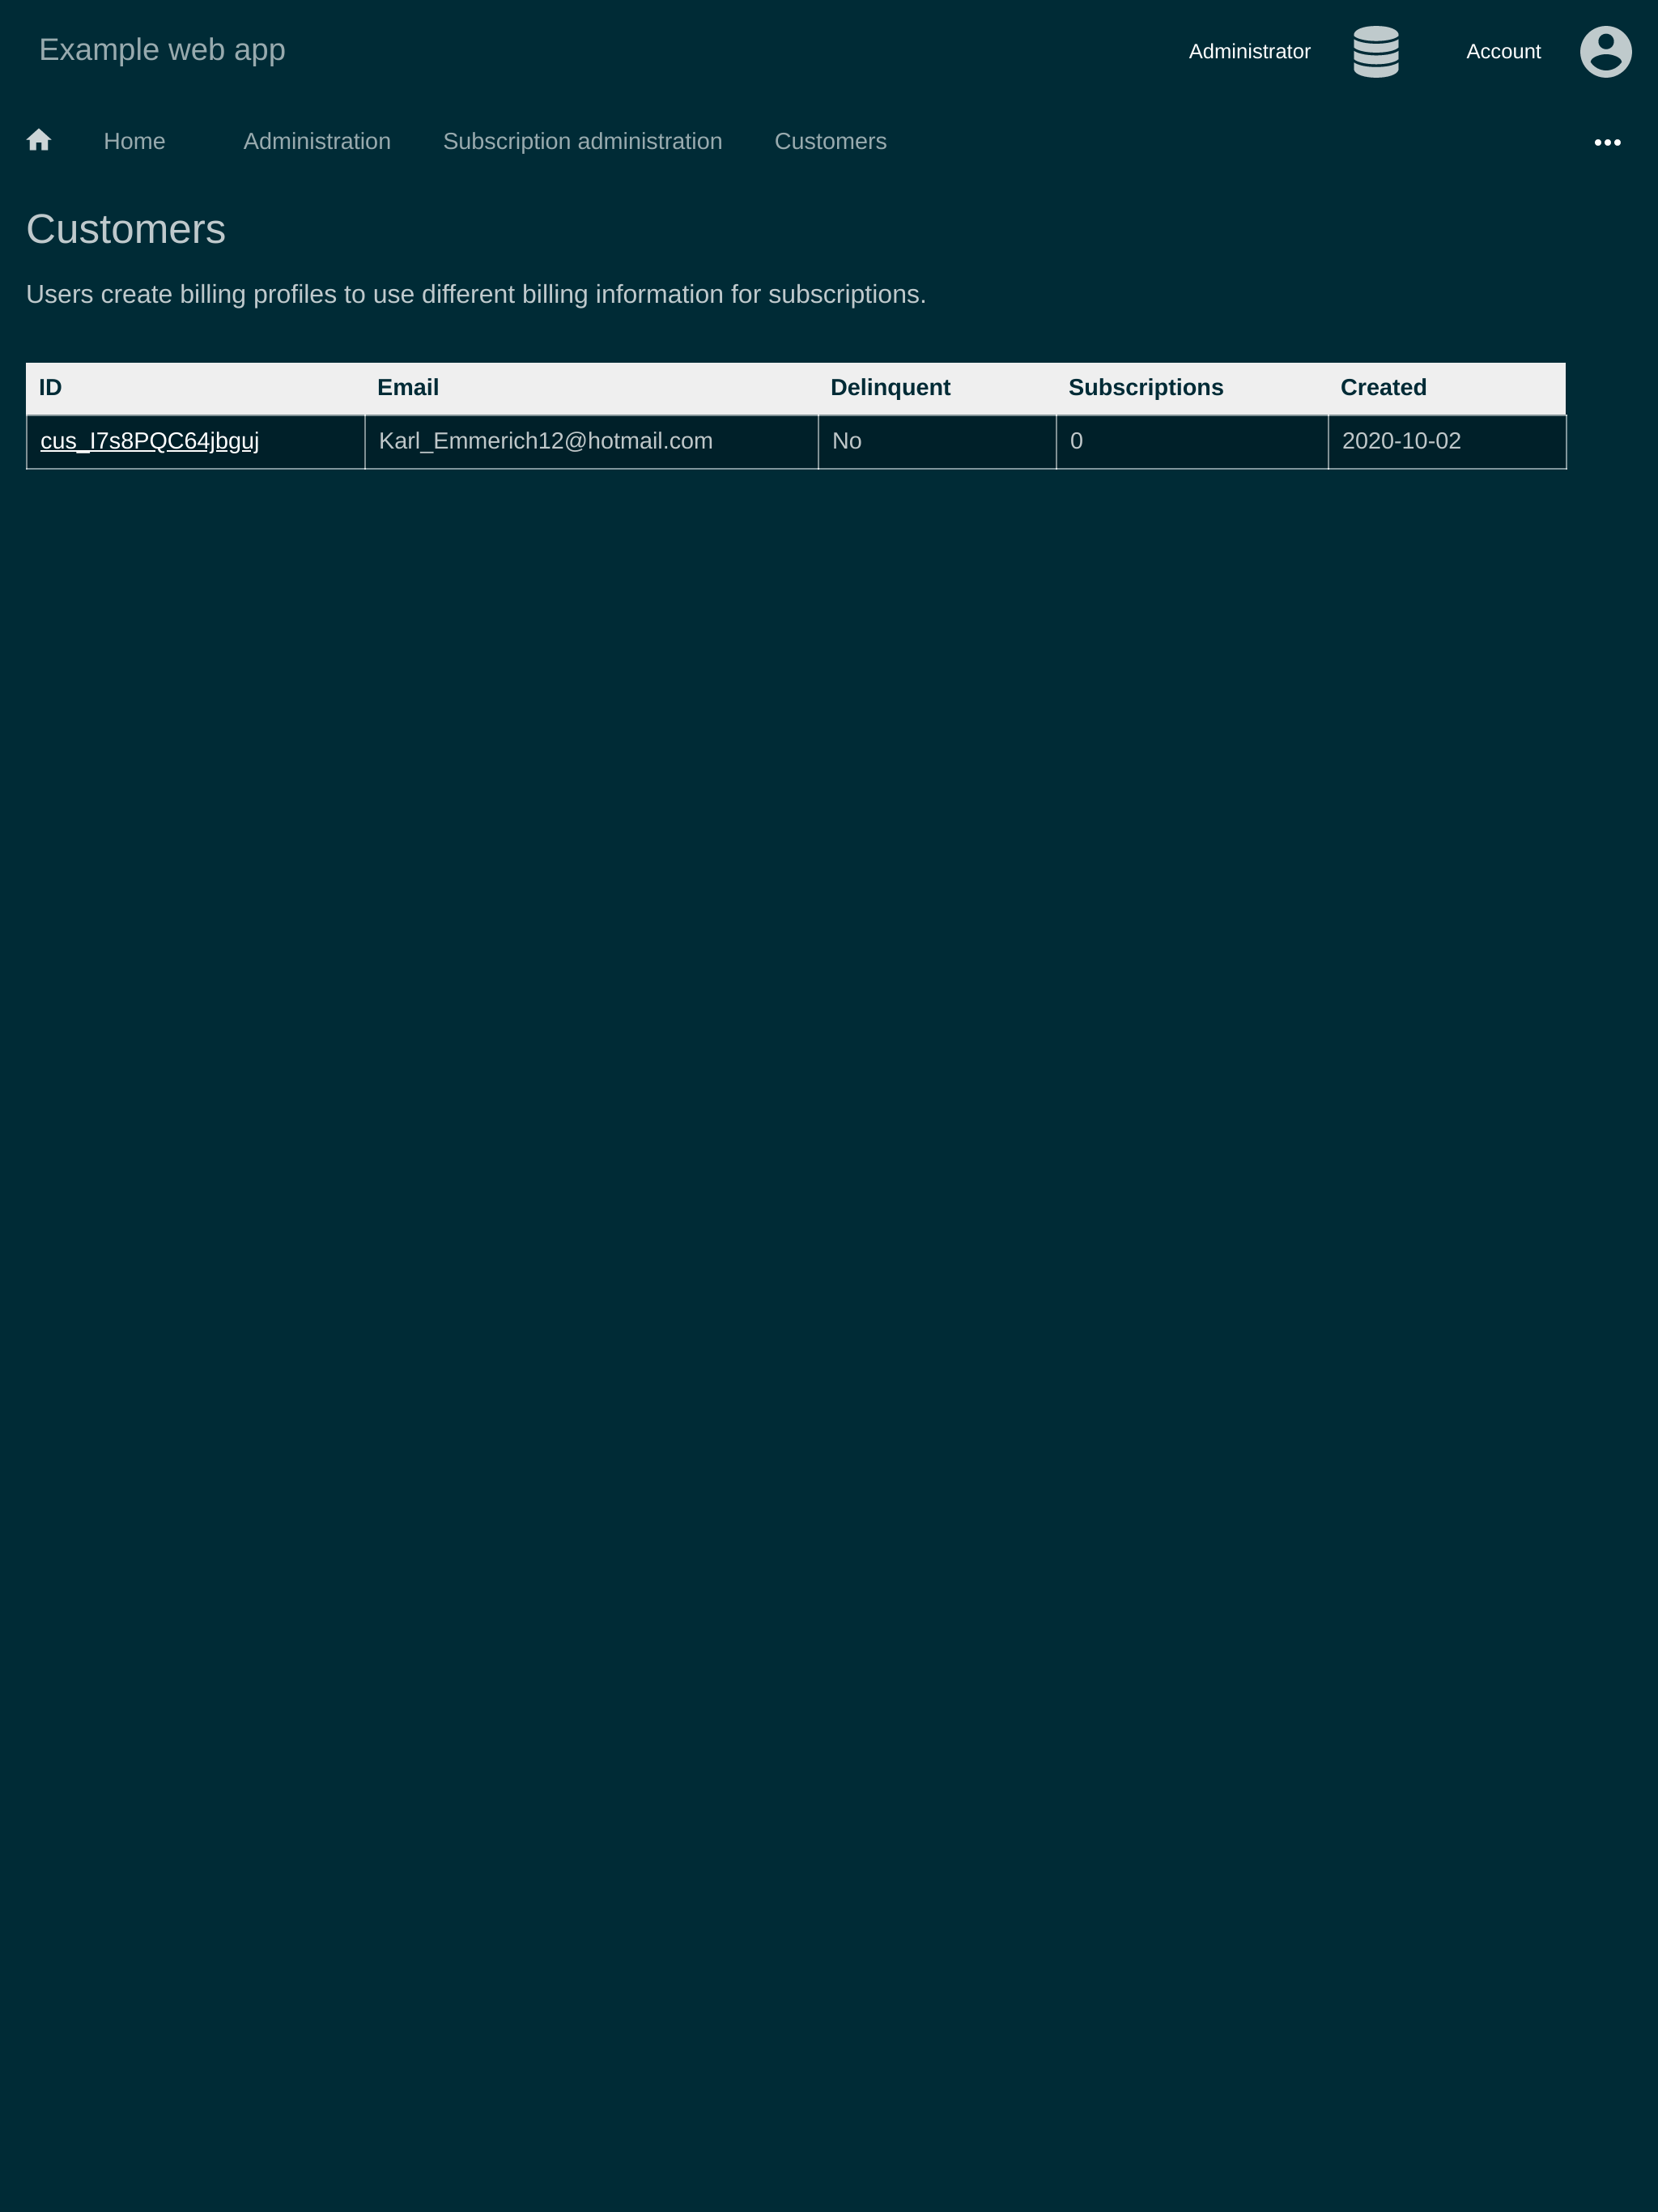 Example web app
Administrator Account
Home Administration Subscription administration Customers
Customers
Users create billing profiles to use different billing information for subscriptions.
ID Email Delinquent Subscriptions Created
cus_I7s8PQC64jbguj Karl_Emmerich12@hotmail.com No 0 2020-10-02